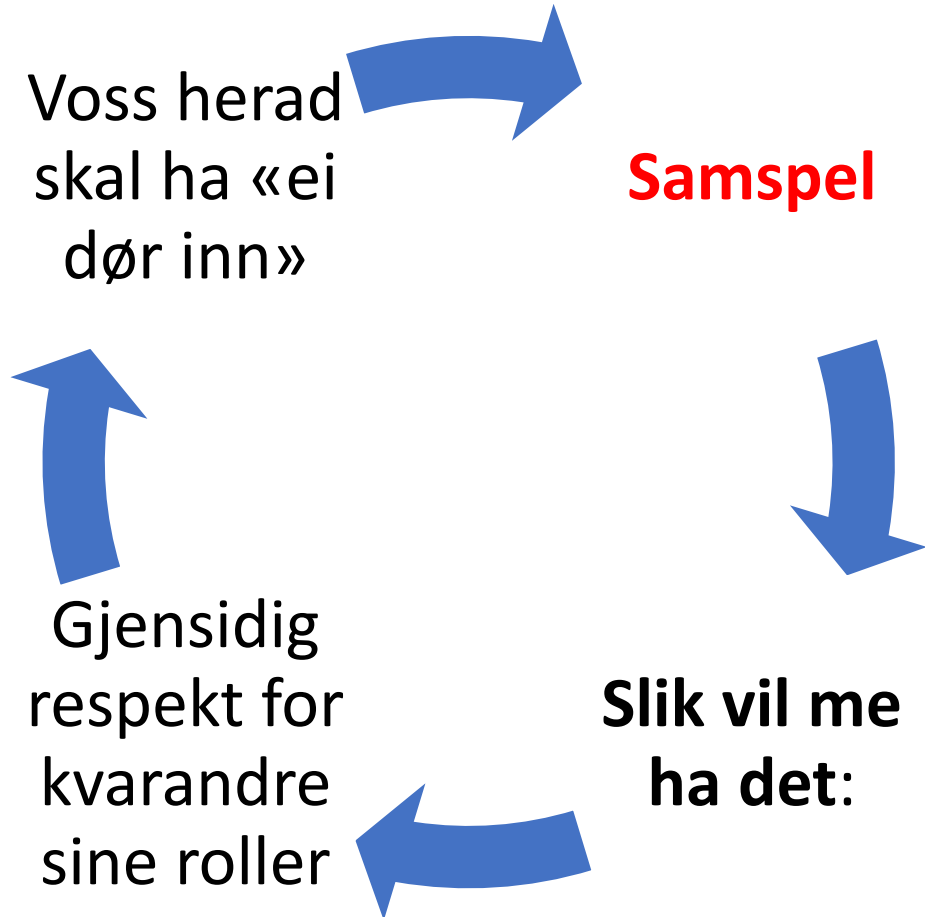 Voss herad
skal ha «ei
dør inn»
Samspel
Slik vil me
ha det:
Gjensidig
respekt for
kvarandre
sine roller